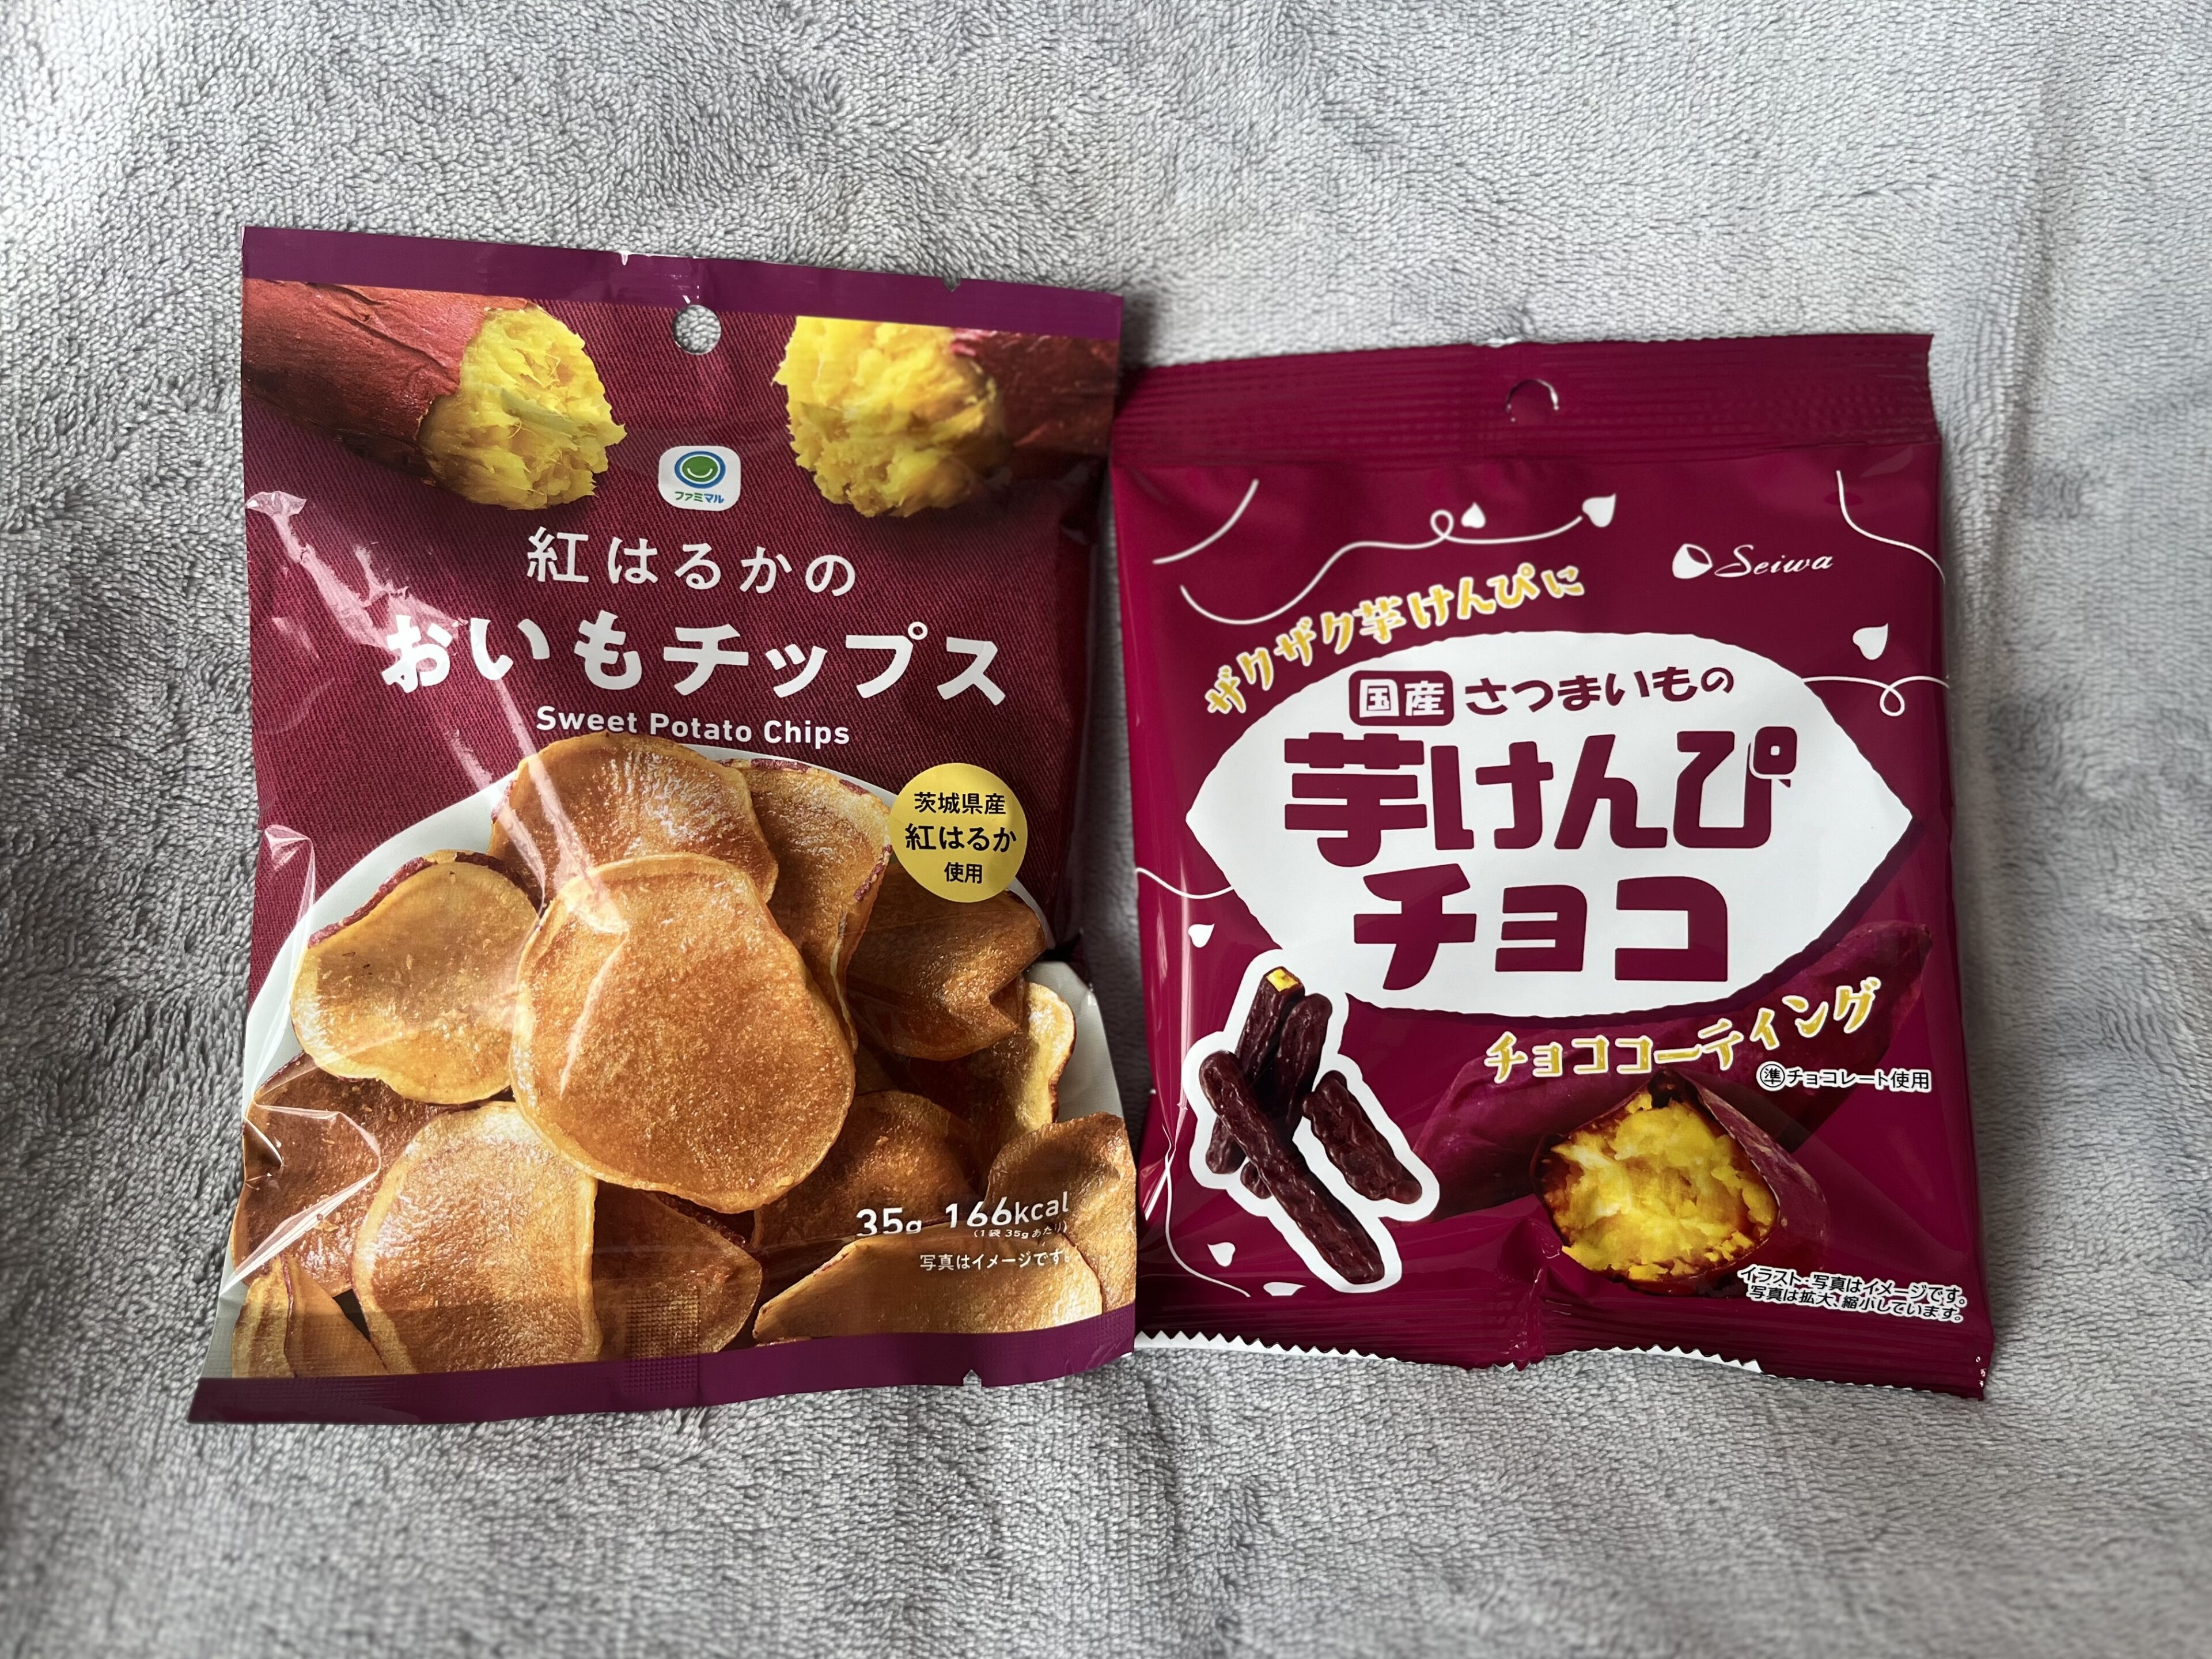 ファミマル
紅はるかの
おいもチップス
Sweet Potato Chips
茨城県産
紅はるか
使用
35g 166kcal
(1袋35gあたり)
写真はイメージです。
Seiwa
ザクザク芋けんぴに
国産 さつまいもの
芋けんぴ
チョコ
チョココーティング
準チョコレート使用
イラスト・写真はイメージです。
写真は拡大、縮小しています。